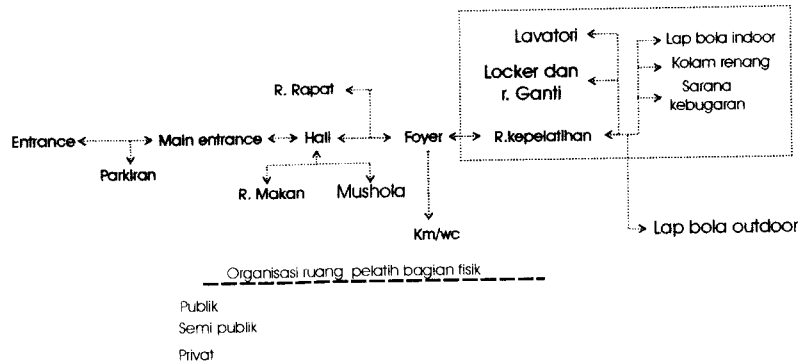 Lavatori
Lap bola indoor
Kolam renang
Locker dan
r. Ganti
Sarana
kebugaran
R. Rapat
Entrance
Main entrance
Hall
Foyer
R.kepelatihan
Parkiran
R. Makan
Mushola
Km/wc
Lap bola outdoor
Organisasi ruang pelatih bagian fisik
Publik
Semi publik
Privat